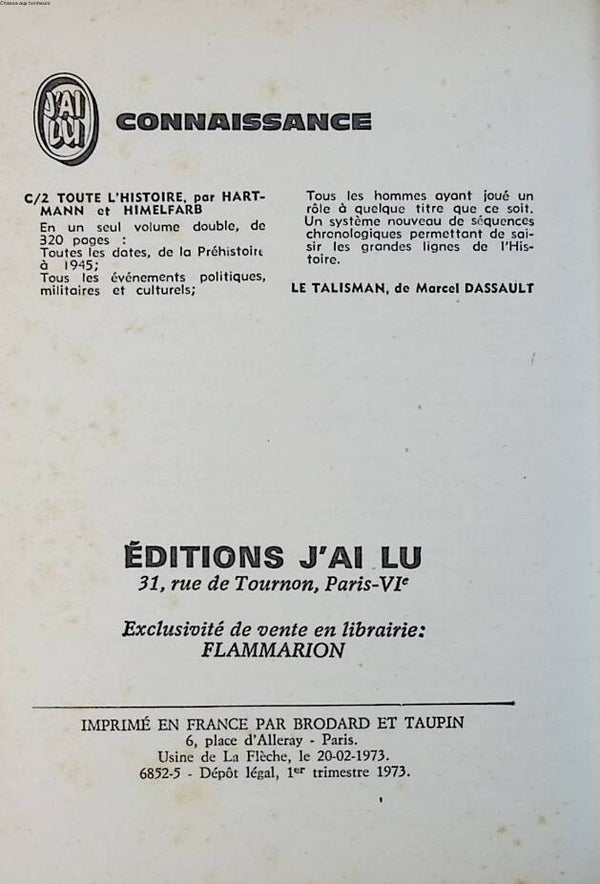 Chasse aux bonheurs
J'AI
LUI
CONNAISSANCE
C/2 TOUTE L'HISTOIRE, par HART-
MANN et HIMELFARB
En un seul volume double, de
320 pages :
Toutes les dates, de la Préhistoire
à 1945;
Tous les événements politiques,
militaires et culturels;
Tous les hommes ayant joué un
rôle à quelque titre que ce soit.
Un système nouveau de séquences
chronologiques permettant de sai-
sir les grandes lignes de l'His-
toire.
LE TALISMAN, de Marcel DASSAULT
ÉDITIONS J'AI LU
31, rue de Tournon, Paris-VIe
Exclusivité de vente en librairie:
FLAMMARION
IMPRIMÉ EN FRANCE PAR BRODARD ET TAUPIN
6, place d'Alleray - Paris.
Usine de La Flèche, le 20-02-1973.
6852-5 - Dépôt légal, 1er trimestre 1973.